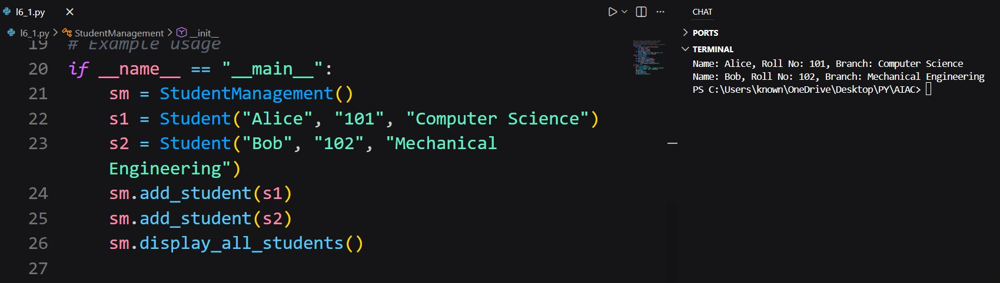 l6_1.py
l6_1.py > StudentManagement > __init__
19 # Example usage
20 if __name__ == "__main__":
21 sm = StudentManagement()
22 s1 = Student("Alice", "101", "Computer Science")
23 s2 = Student("Bob", "102", "Mechanical
Engineering")
24 sm.add_student(s1)
25 sm.add_student(s2)
26 sm.display_all_students()
27
CHAT
PORTS
TERMINAL
Name: Alice, Roll No: 101, Branch: Computer Science
Name: Bob, Roll No: 102, Branch: Mechanical Engineering
PS C:\Users\known\OneDrive\Desktop\PY\AIAC>